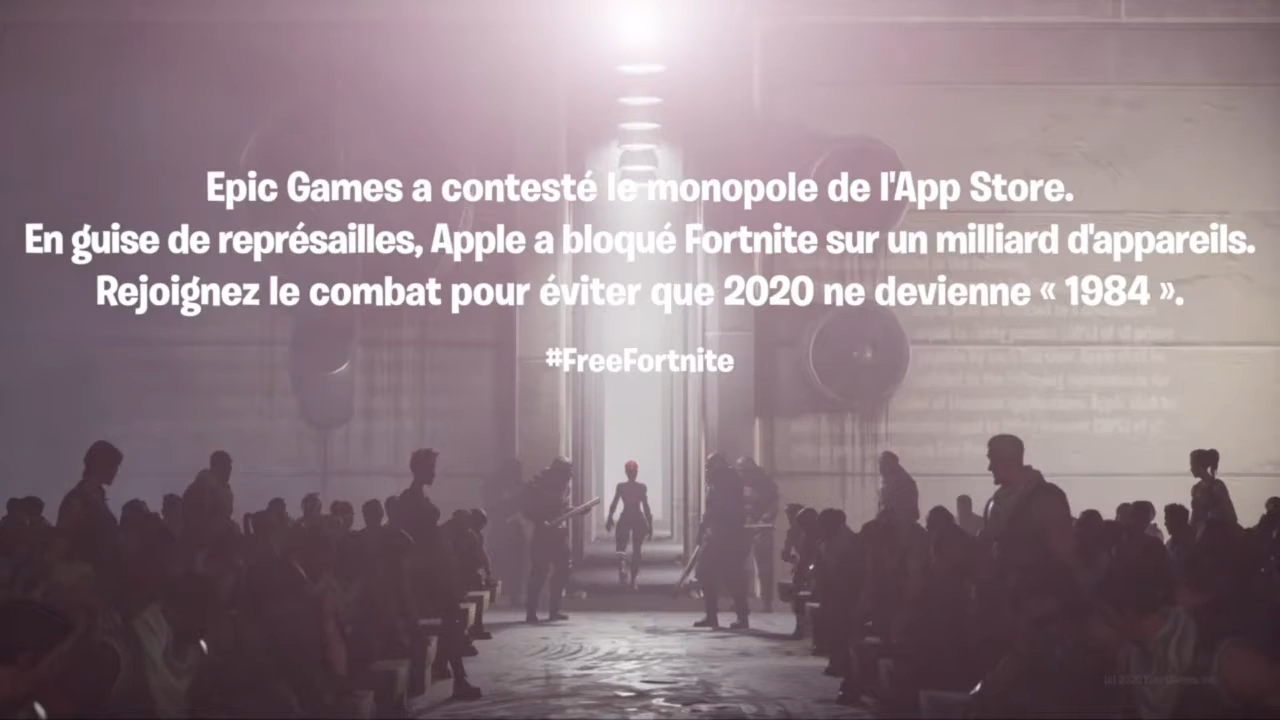 Epic Games a contesté le monopole de l'App Store.
En guise de représailles, Apple a bloqué Fortnite sur un milliard d'appareils.
Rejoignez le combat pour éviter que 2020 ne devienne « 1984 ».
#FreeFortnite